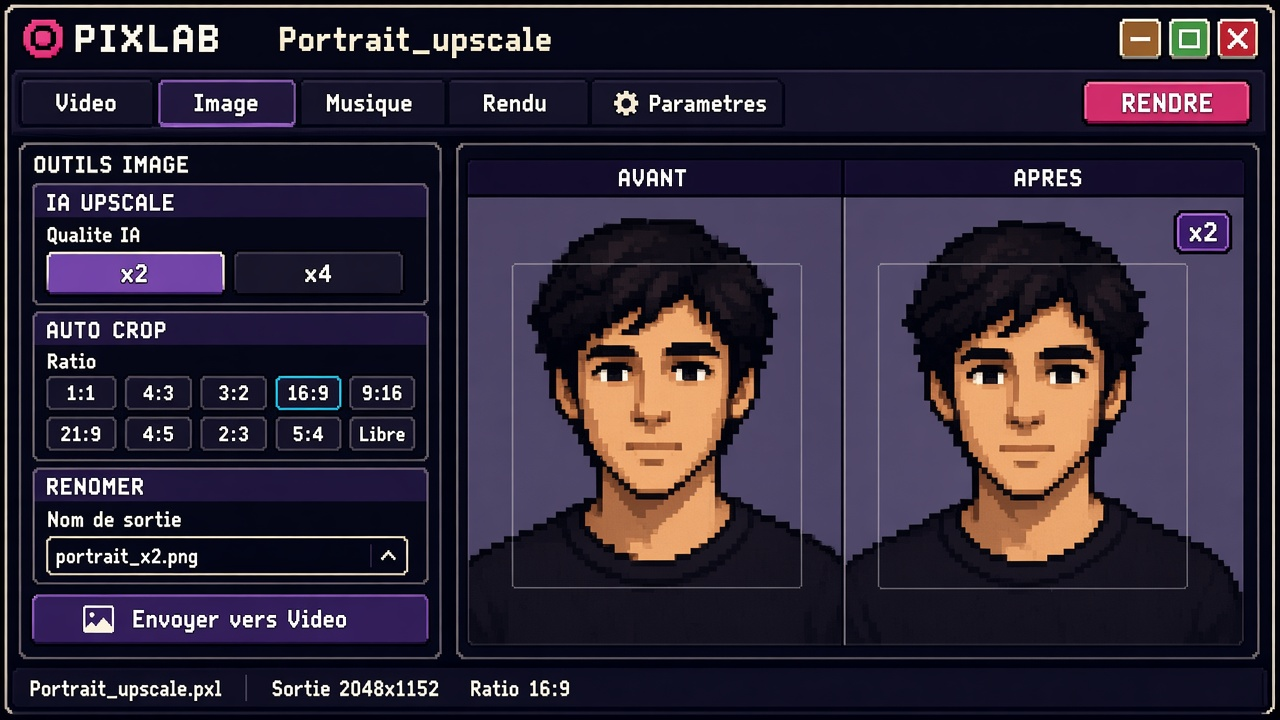 PIXLAB Portrait_upscale
Video Image Musique Rendu Parametres RENDRE
OUTILS IMAGE
IA UPSCALE
Qualite IA
x2 x4
AUTO CROP
Ratio
1:1 4:3 3:2 16:9 9:16
21:9 4:5 2:3 5:4 Libre
RENOMER
Nom de sortie
portrait_x2.png
Envoyer vers Video
AVANT APRES
x2
Portrait_upscale.pxl Sortie 2048x1152 Ratio 16:9